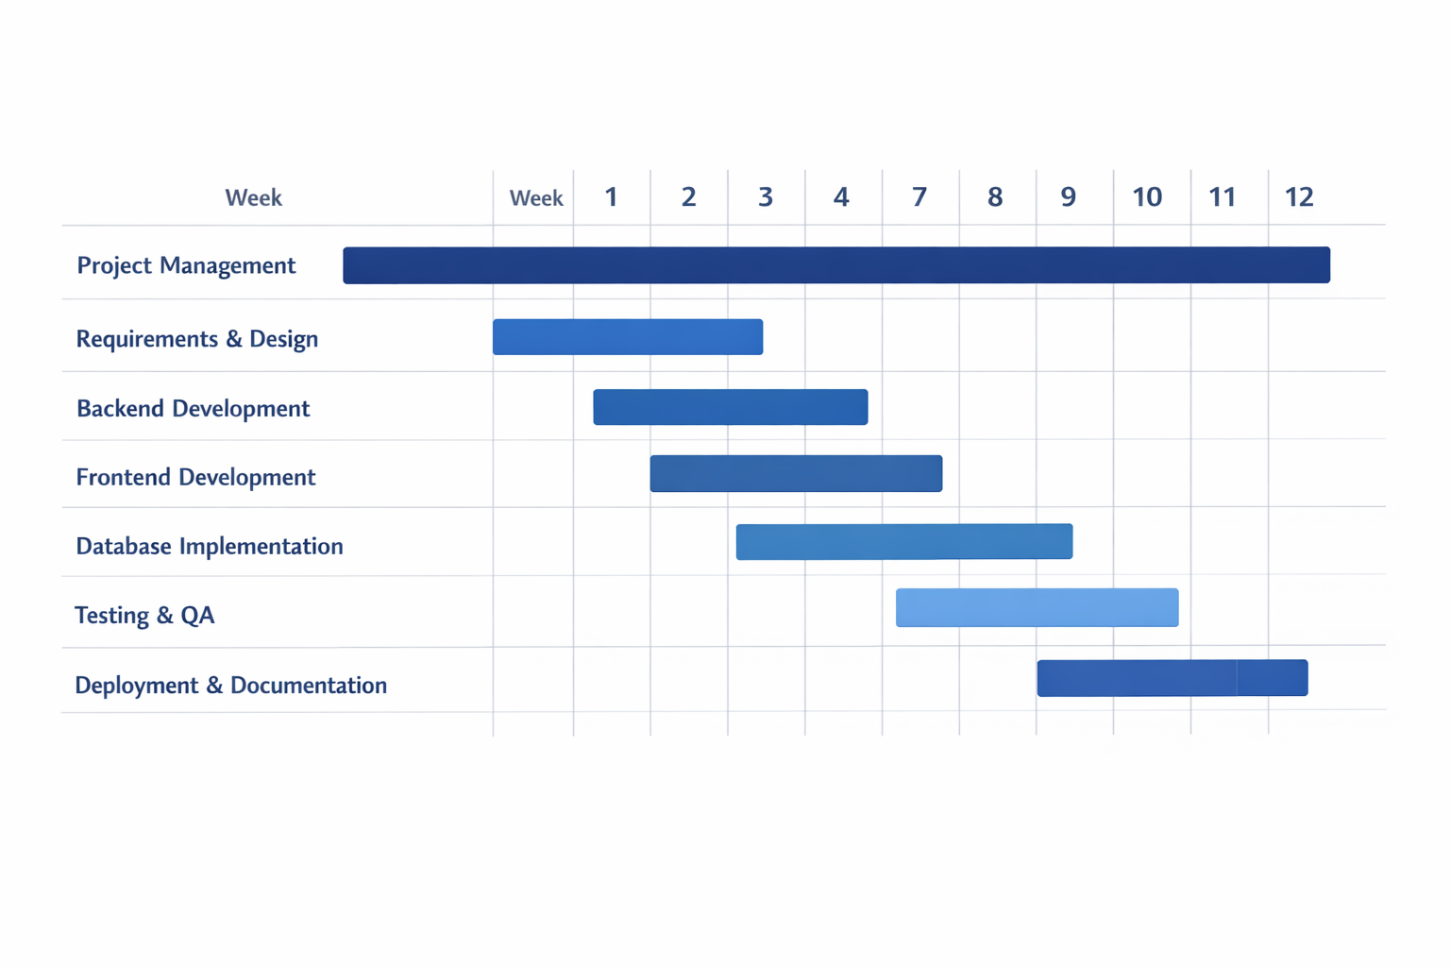 Week Week 1 2 3 4 7 8 9 10 11 12
Project Management
Requirements & Design
Backend Development
Frontend Development
Database Implementation
Testing & QA
Deployment & Documentation